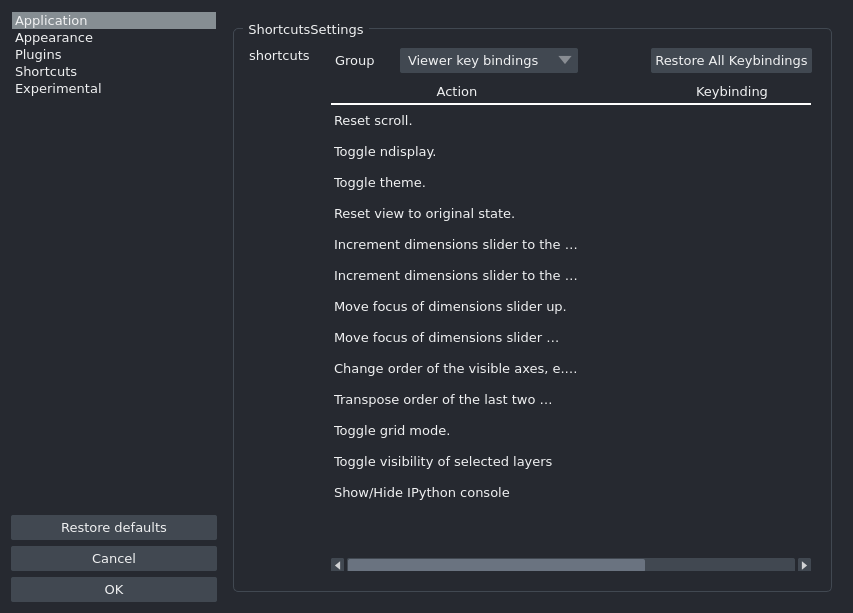 Application
Appearance
Plugins
Shortcuts
Experimental
Restore defaults
Cancel
OK
ShortcutsSettings
shortcuts
Group Viewer key bindings Restore All Keybindings
Action Keybinding
Reset scroll.
Toggle ndisplay.
Toggle theme.
Reset view to original state.
Increment dimensions slider to the …
Increment dimensions slider to the …
Move focus of dimensions slider up.
Move focus of dimensions slider …
Change order of the visible axes, e.…
Transpose order of the last two …
Toggle grid mode.
Toggle visibility of selected layers
Show/Hide IPython console